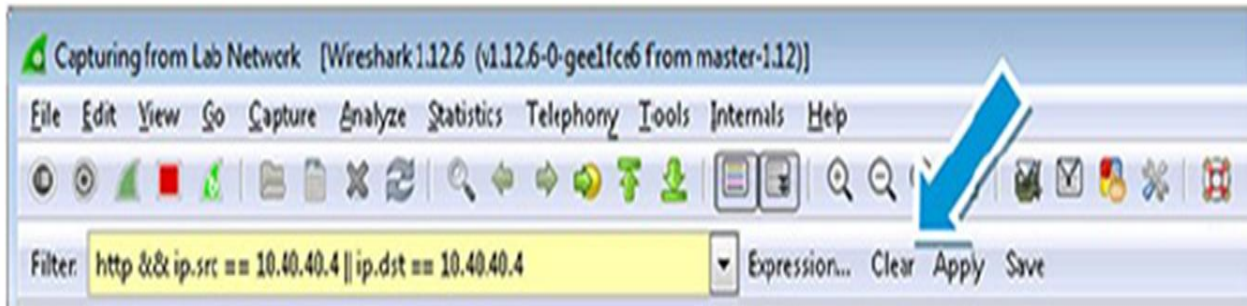 Capturing from Lab Network [Wireshark 1.12.6 (v1.12.6-0-gee1fce6 from master-1.12)]
File Edit View Go Capture Analyze Statistics Telephony Tools Internals Help
Filter: http && ip.src == 10.40.40.4 || ip.dst == 10.40.40.4 Expression... Clear Apply Save